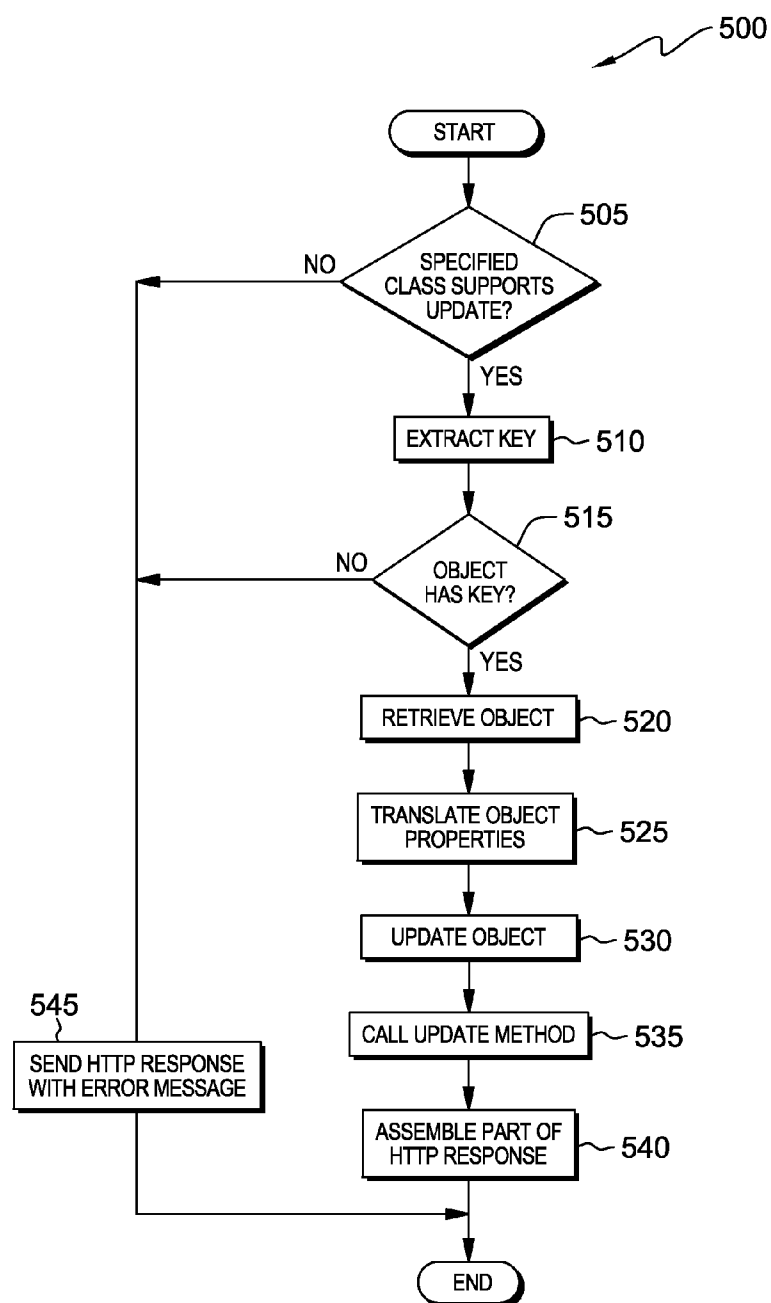 500
START
505
SPECIFIED
CLASS SUPPORTS
UPDATE?
NO
YES
EXTRACT KEY
510
515
OBJECT
HAS KEY?
NO
YES
RETRIEVE OBJECT
520
TRANSLATE OBJECT
PROPERTIES
525
UPDATE OBJECT
530
CALL UPDATE METHOD
535
545
SEND HTTP RESPONSE
WITH ERROR MESSAGE
ASSEMBLE PART OF
HTTP RESPONSE
540
END